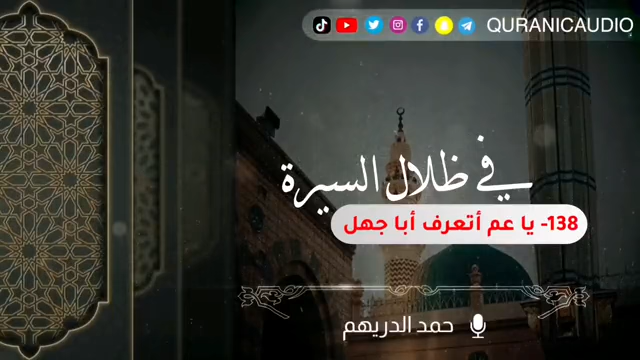 QURANICAUDIO
في ظلال السيرة
138- يا عم أتعرف أبا جهل
حمد الدريهم